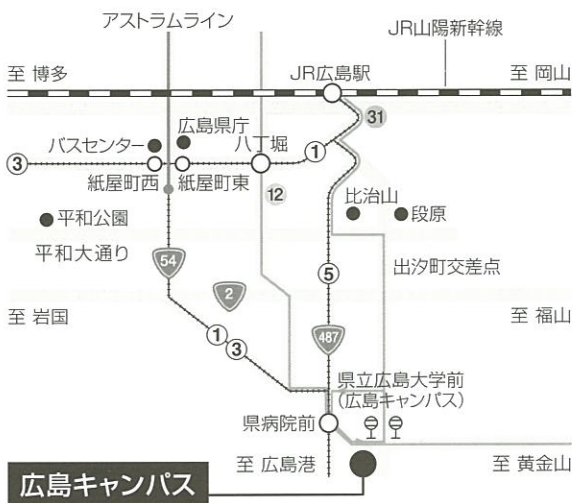 アストラムライン
JR山陽新幹線
至 博多
JR広島駅
至 岡山
31
広島県庁
バスセンター
八丁堀
1
3
紙屋町西
紙屋町東
12
比治山
段原
平和公園
平和大通り
54
5
出汐町交差点
2
至 岩国
487
至 福山
1
3
県立広島大学前
(広島キャンパス)
県病院前
至 広島港
至 黄金山
広島キャンパス